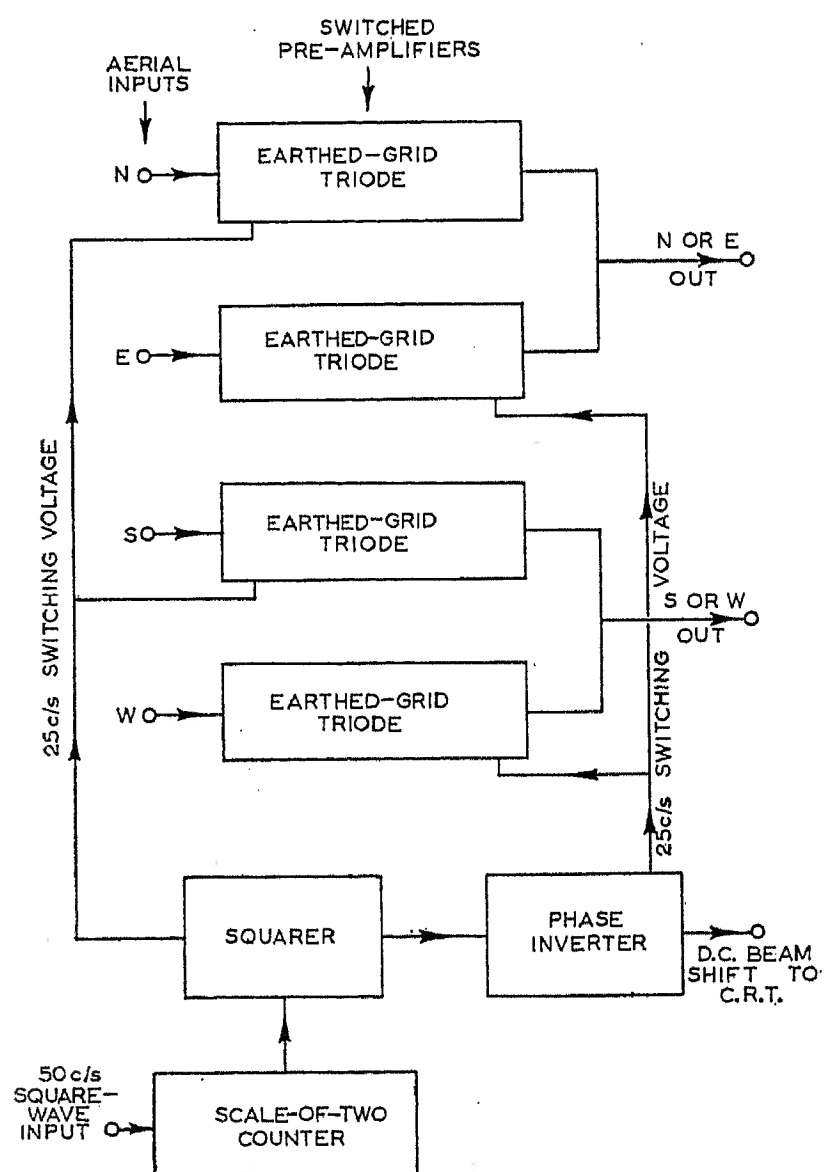 SWITCHED
PRE-AMPLIFIERS
AERIAL
INPUTS
N
EARTHED-GRID
TRIODE
N OR E
OUT
E
EARTHED-GRID
TRIODE
25 c/s SWITCHING VOLTAGE
S
EARTHED-GRID
TRIODE
25c/s SWITCHING VOLTAGE
S OR W
OUT
W
EARTHED-GRID
TRIODE
SQUARER
PHASE
INVERTER
D.C. BEAM
SHIFT TO
C.R.T.
50 c/s
SQUARE-
WAVE
INPUT
SCALE-OF-TWO
COUNTER